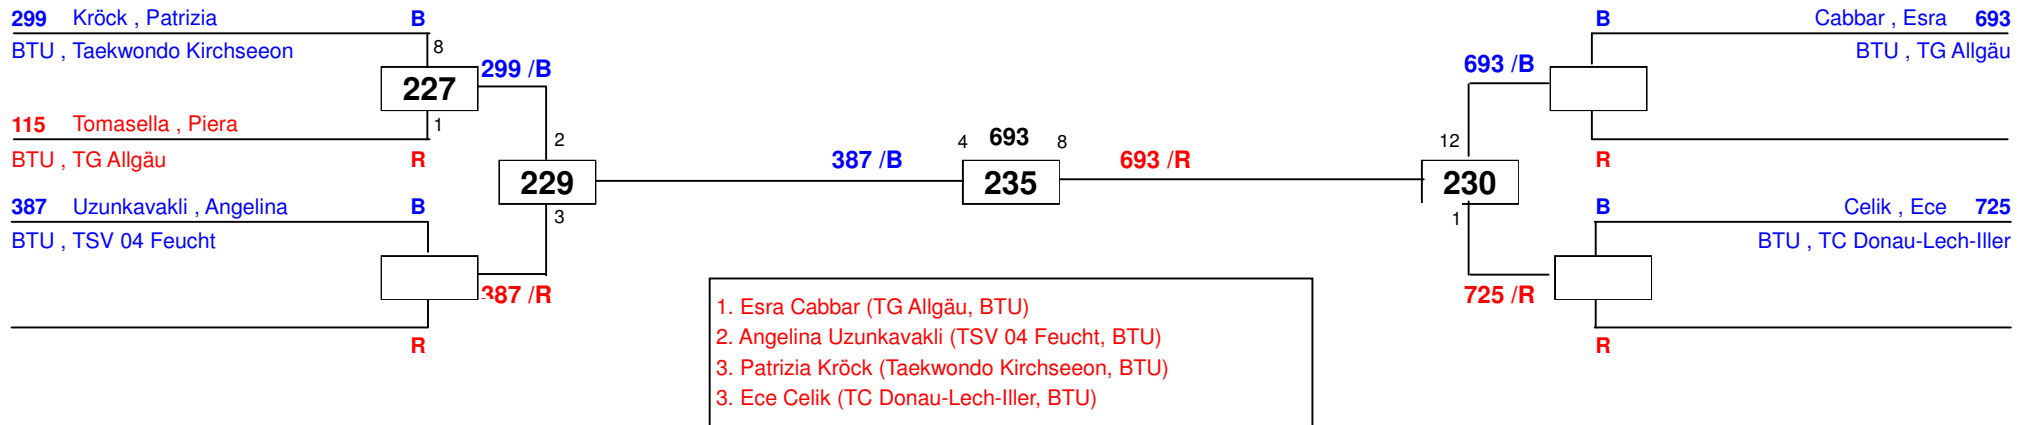 299 Kröck , Patrizia B
BTU , Taekwondo Kirchseeon
8
227
299 /B
115 Tomasella , Piera
1
BTU , TG Allgäu R
2
229
3
387 Uzunkavakli , Angelina B
BTU , TSV 04 Feucht
387 /R
R
387 /B
4 693 8
235
693 /R
B Cabbar , Esra 693
BTU , TG Allgäu
693 /B
12
R
230
1
B Celik , Ece 725
BTU , TC Donau-Lech-Iller
725 /R
R
1. Esra Cabbar (TG Allgäu, BTU)
2. Angelina Uzunkavakli (TSV 04 Feucht, BTU)
3. Patrizia Kröck (Taekwondo Kirchseeon, BTU)
3. Ece Celik (TC Donau-Lech-Iller, BTU)